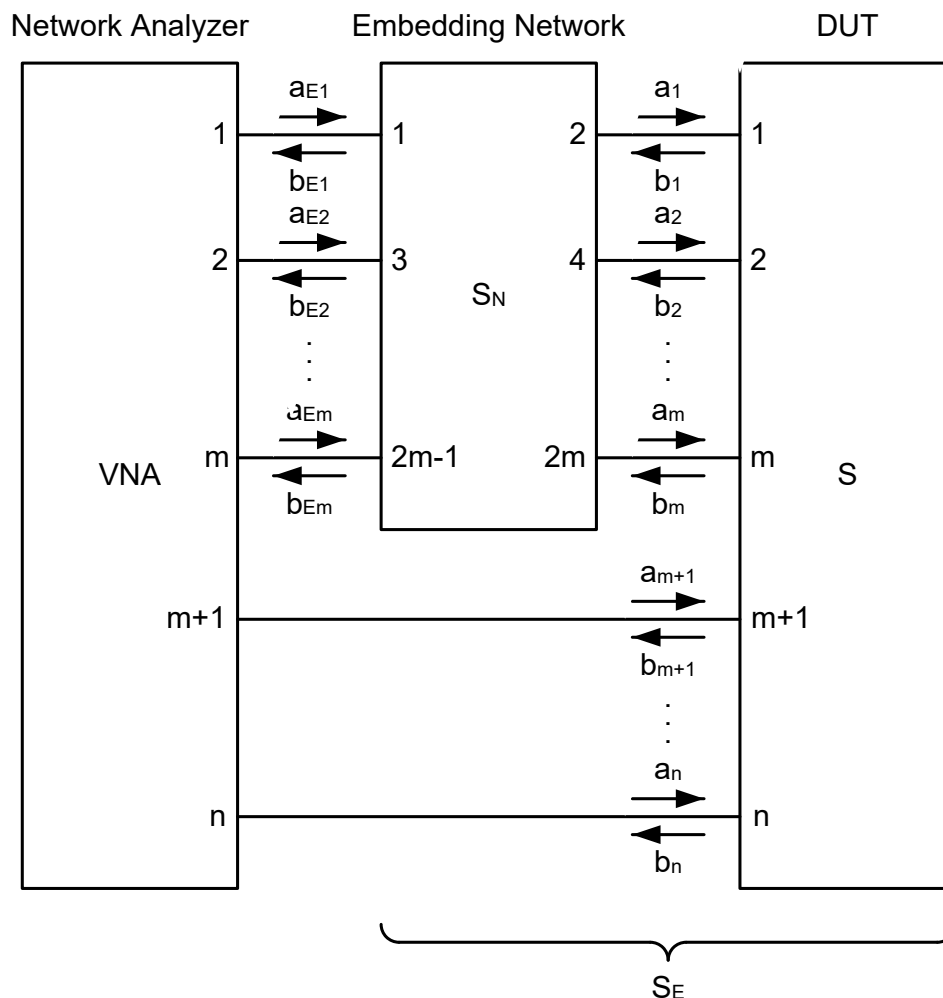 Network Analyzer Embedding Network DUT
aE1 a1
1 1 2 1
bE1 b1
aE2 a2
2 3 4 2
SN
bE2 b2
aEm am
m 2m-1 2m m
VNA S
bEm bm
am+1
m+1 m+1
bm+1
an
n n
bn
SE